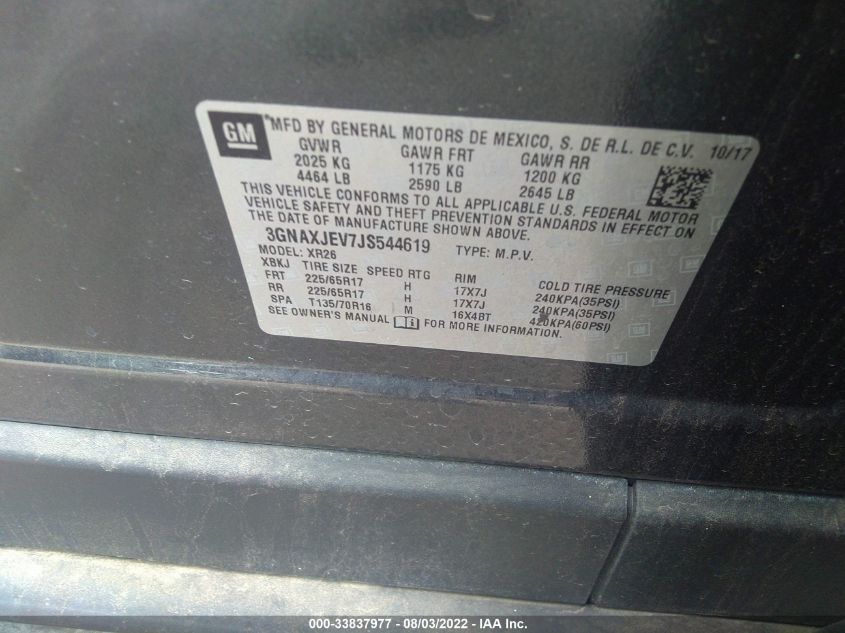 GM
MFD BY GENERAL MOTORS DE MEXICO, S. DE R.L. DE C.V. 10/17
GVWR GAWR FRT GAWR RR
2025 KG 1175 KG 1200 KG
4464 LB 2590 LB 2645 LB
THIS VEHICLE CONFORMS TO ALL APPLICABLE U.S. FEDERAL MOTOR
VEHICLE SAFETY AND THEFT PREVENTION STANDARDS IN EFFECT ON
THE DATE OF MANUFACTURE SHOWN ABOVE.
3GNAXJEV7JS544619 TYPE: M.P.V.
MODEL: XR26
XBKJ TIRE SIZE SPEED RTG RIM COLD TIRE PRESSURE
FRT 225/65R17 H 17X7J 240KPA(35PSI)
RR 225/65R17 H 17X7J 240KPA(35PSI)
SPA T135/70R16 M 16X4BT 420KPA(60PSI)
SEE OWNER'S MANUAL FOR MORE INFORMATION.
000-33837977 - 08/03/2022 - IAA Inc.